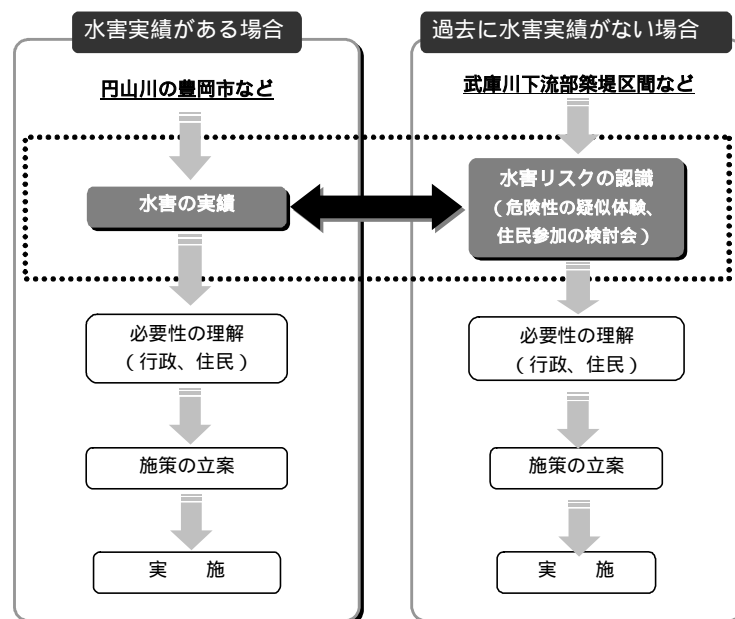 水害実績がある場合
円山川の豊岡市など
水害の実績
必要性の理解
（行政、住民）
施策の立案
実　　施
過去に水害実績がない場合
武庫川下流部築堤区間など
水害リスクの認識
（危険性の疑似体験、
住民参加の検討会）
必要性の理解
（行政、住民）
施策の立案
実　　施